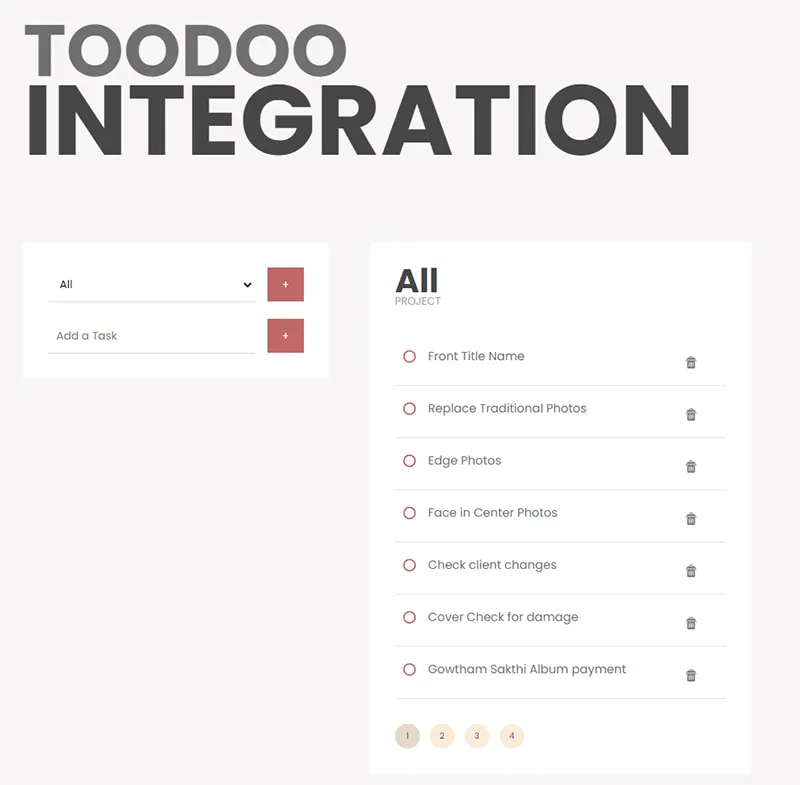 TOODOO
INTEGRATION
All
+
Add a Task
+
All
PROJECT
Front Title Name
Replace Traditional Photos
Edge Photos
Face in Center Photos
Check client changes
Cover Check for damage
Gowtham Sakthi Album payment
1 2 3 4